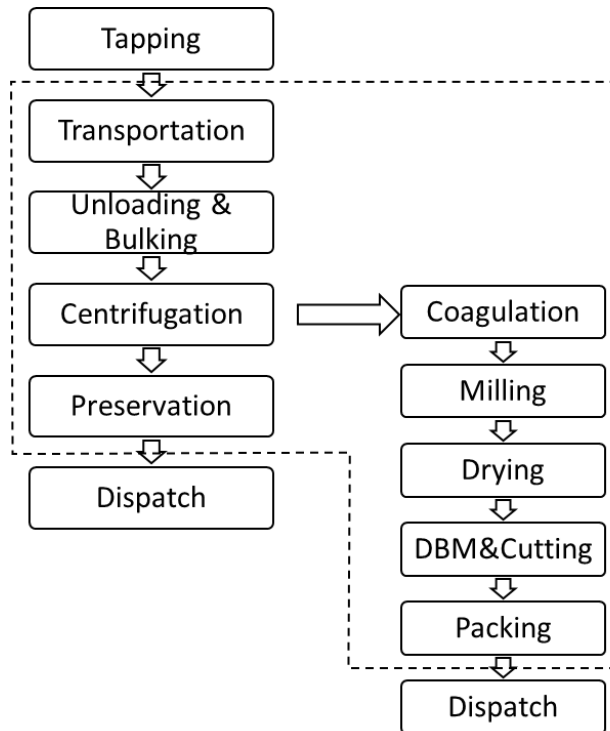 Tapping
Transportation
Unloading &
Bulking
Centrifugation
Preservation
Dispatch
Coagulation
Milling
Drying
DBM&Cutting
Packing
Dispatch